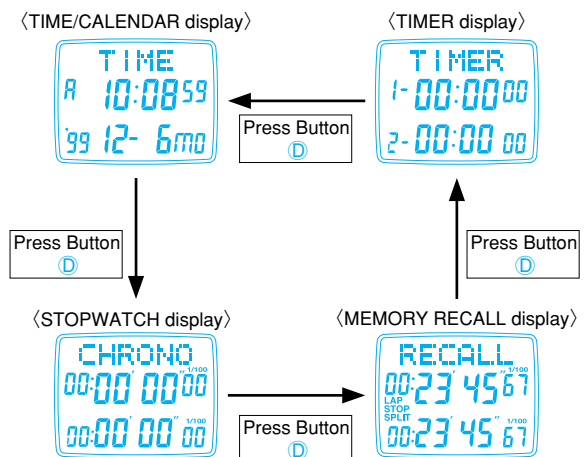 〈TIME/CALENDAR display〉
TIME
A 10:08 59
'99 12- 6mo
〈TIMER display〉
TIMER
1-00:00 00
2-00:00 00
Press Button
D
Press Button
D
Press Button
D
〈STOPWATCH display〉
CHRONO
1/100
00:00' 00" 00
1/100
00:00' 00" 00
Press Button
D
〈MEMORY RECALL display〉
RECALL
1/100
00:23' 45" 67
LAP
STOP
SPLIT
1/100
00:23' 45" 67